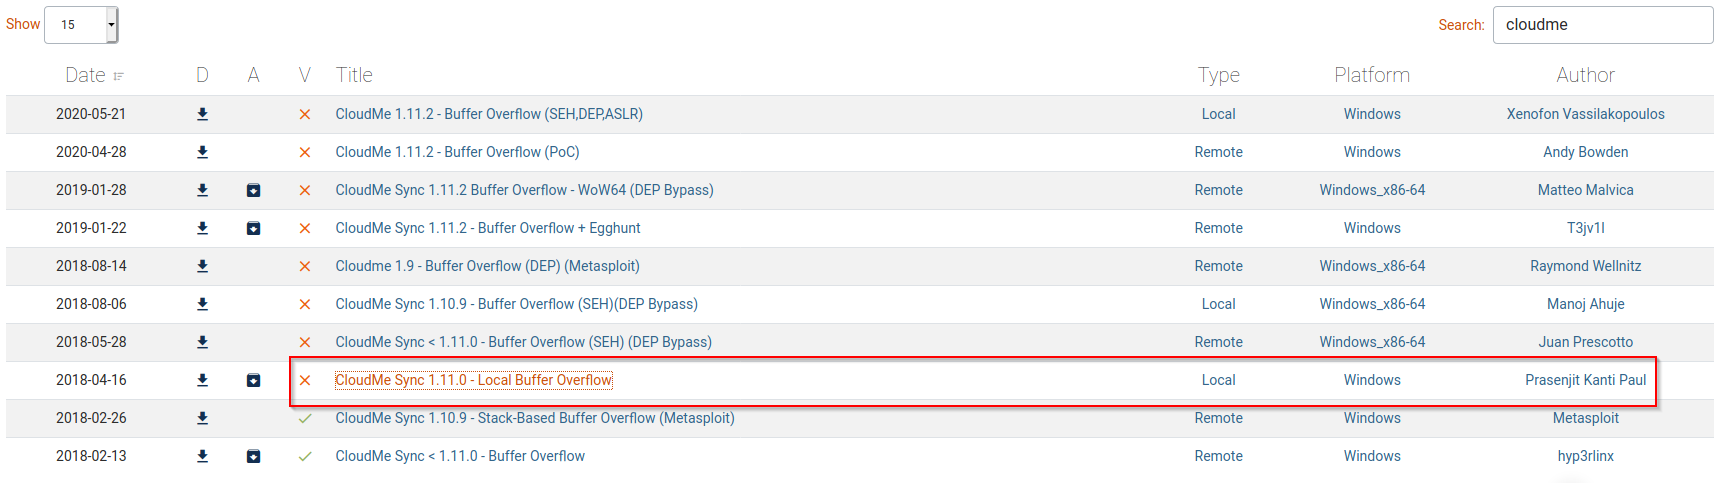 Show 15 Search: cloudme
Date D A V Title Type Platform Author
2020-05-21 CloudMe 1.11.2 - Buffer Overflow (SEH,DEP,ASLR) Local Windows Xenofon Vassilakopoulos
2020-04-28 CloudMe 1.11.2 - Buffer Overflow (PoC) Remote Windows Andy Bowden
2019-01-28 CloudMe Sync 1.11.2 Buffer Overflow - WoW64 (DEP Bypass) Remote Windows_x86-64 Matteo Malvica
2019-01-22 CloudMe Sync 1.11.2 - Buffer Overflow + Egghunt Remote Windows T3jv1l
2018-08-14 Cloudme 1.9 - Buffer Overflow (DEP) (Metasploit) Remote Windows_x86-64 Raymond Wellnitz
2018-08-06 CloudMe Sync 1.10.9 - Buffer Overflow (SEH)(DEP Bypass) Local Windows_x86-64 Manoj Ahuje
2018-05-28 CloudMe Sync < 1.11.0 - Buffer Overflow (SEH) (DEP Bypass) Remote Windows_x86-64 Juan Prescotto
2018-04-16 CloudMe Sync 1.11.0 - Local Buffer Overflow Local Windows Prasenjit Kanti Paul
2018-02-26 CloudMe Sync 1.10.9 - Stack-Based Buffer Overflow (Metasploit) Remote Windows Metasploit
2018-02-13 CloudMe Sync < 1.11.0 - Buffer Overflow Remote Windows hyp3rlinx